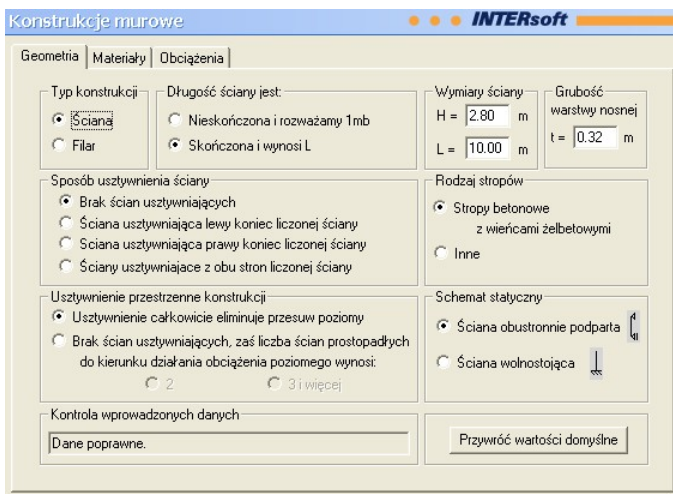 Konstrukcje murowe
INTERsoft
Geometria Materiały Obciążenia
Typ konstrukcji
Ściana
Filar
Długość ściany jest:
Nieskończona i rozważamy 1mb
Skończona i wynosi L
Wymiary ściany
H = 2.80 m
L = 10.00 m
Grubość
warstwy nosnej
t = 0.32 m
Sposób usztywnienia ściany
Brak ścian usztywniających
Ściana usztywniająca lewy koniec liczonej ściany
Sciana usztywniająca prawy koniec liczonej ściany
Ściany usztywniajace z obu stron liczonej ściany
Rodzaj stropów
Stropy betonowe
z wieńcami żelbetowymi
Inne
Usztywnienie przestrzenne konstrukcji
Usztywnienie całkowicie eliminuje przesuw poziomy
Brak ścian usztywniających, zaś liczba ścian prostopadłych
do kierunku działania obciążenia poziomego wynosi:
2 3 i więcej
Schemat statyczny
Ściana obustronnie podparta
Ściana wolnostojąca
Kontrola wprowadzonych danych
Dane poprawne.
Przywróć wartości domyślne